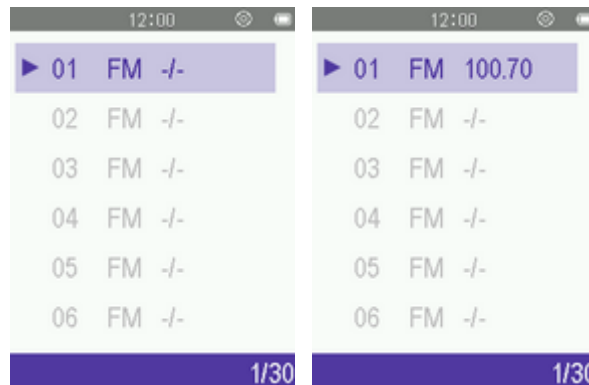 12:00
01 FM -/-
02 FM -/-
03 FM -/-
04 FM -/-
05 FM -/-
06 FM -/-
1/30
12:00
01 FM 100.70
02 FM -/-
03 FM -/-
04 FM -/-
05 FM -/-
06 FM -/-
1/30